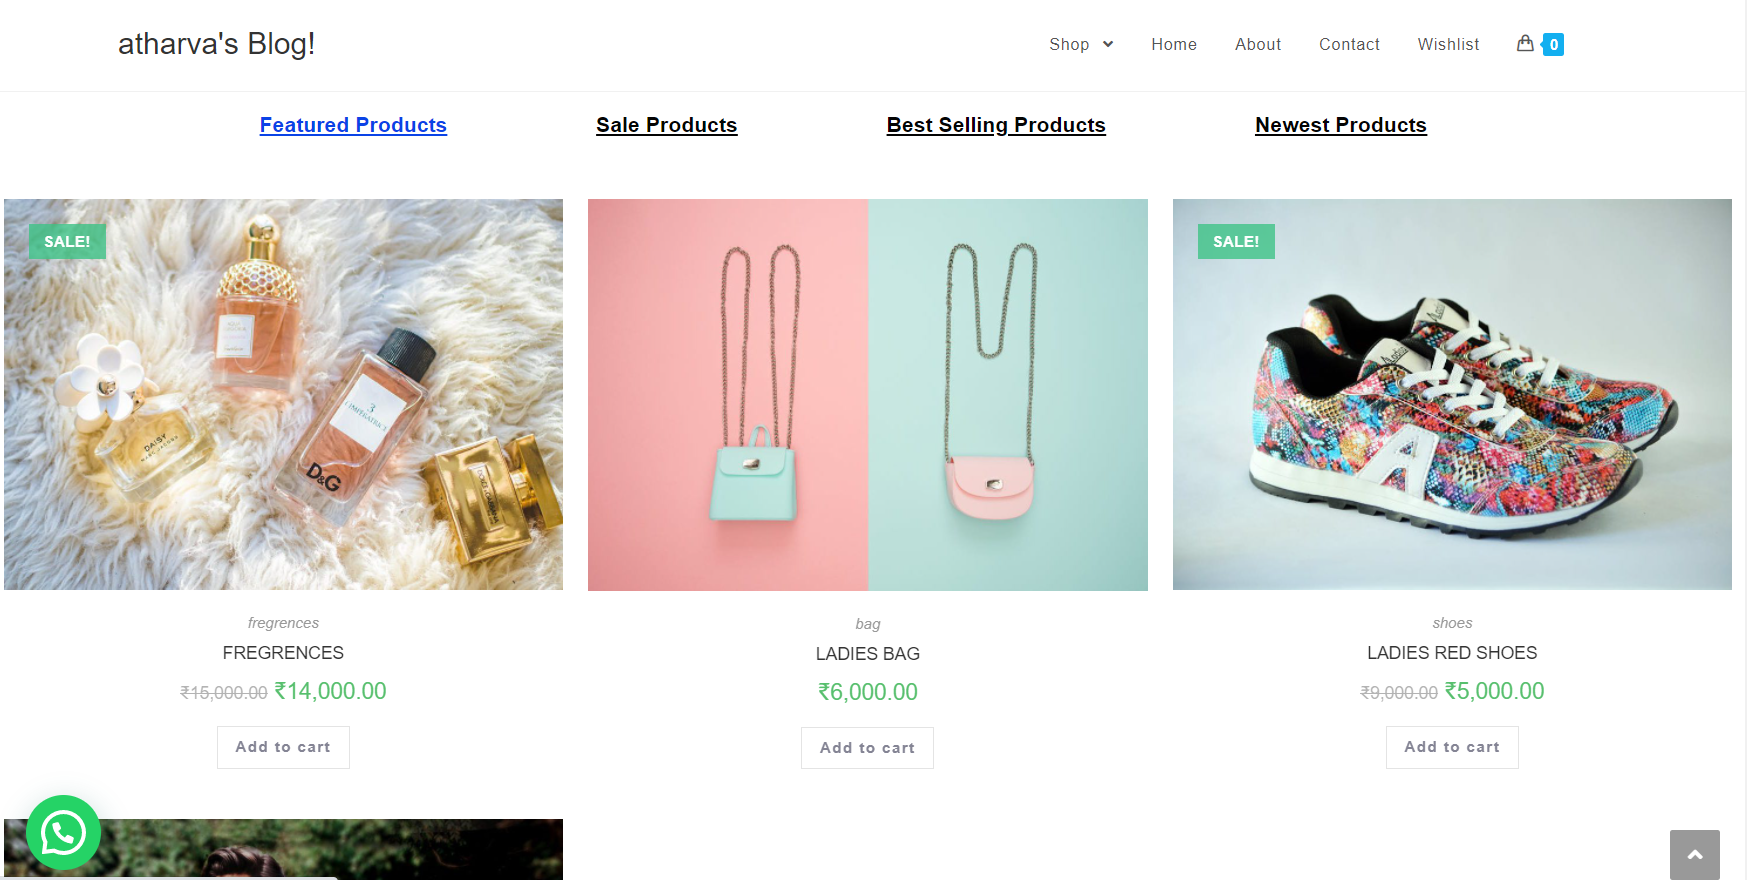 atharva's Blog!
Shop Home About Contact Wishlist 0
Featured Products Sale Products Best Selling Products Newest Products
SALE!
DAISY
3
L'IMPERATRICE
D&G
SALE!
A
fregrences
FREGRENCES
₹15,000.00 ₹14,000.00
Add to cart
bag
LADIES BAG
₹6,000.00
Add to cart
shoes
LADIES RED SHOES
₹9,000.00 ₹5,000.00
Add to cart